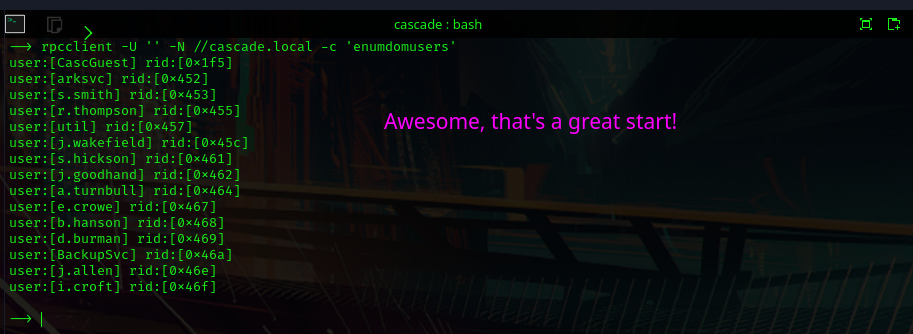 cascade : bash
--> rpcclient -U '' -N //cascade.local -c 'enumdomusers'
user:[CascGuest] rid:[0×1f5]
user:[arksvc] rid:[0×452]
user:[s.smith] rid:[0×453]
user:[r.thompson] rid:[0×455]
Awesome, that's a great start!
user:[util] rid:[0×457]
user:[j.wakefield] rid:[0×45c]
user:[s.hickson] rid:[0×461]
user:[j.goodhand] rid:[0×462]
user:[a.turnbull] rid:[0×464]
user:[e.crowe] rid:[0×467]
user:[b.hanson] rid:[0×468]
user:[d.burman] rid:[0×469]
user:[BackupSvc] rid:[0×46a]
user:[j.allen] rid:[0×46e]
user:[i.croft] rid:[0×46f]
-->